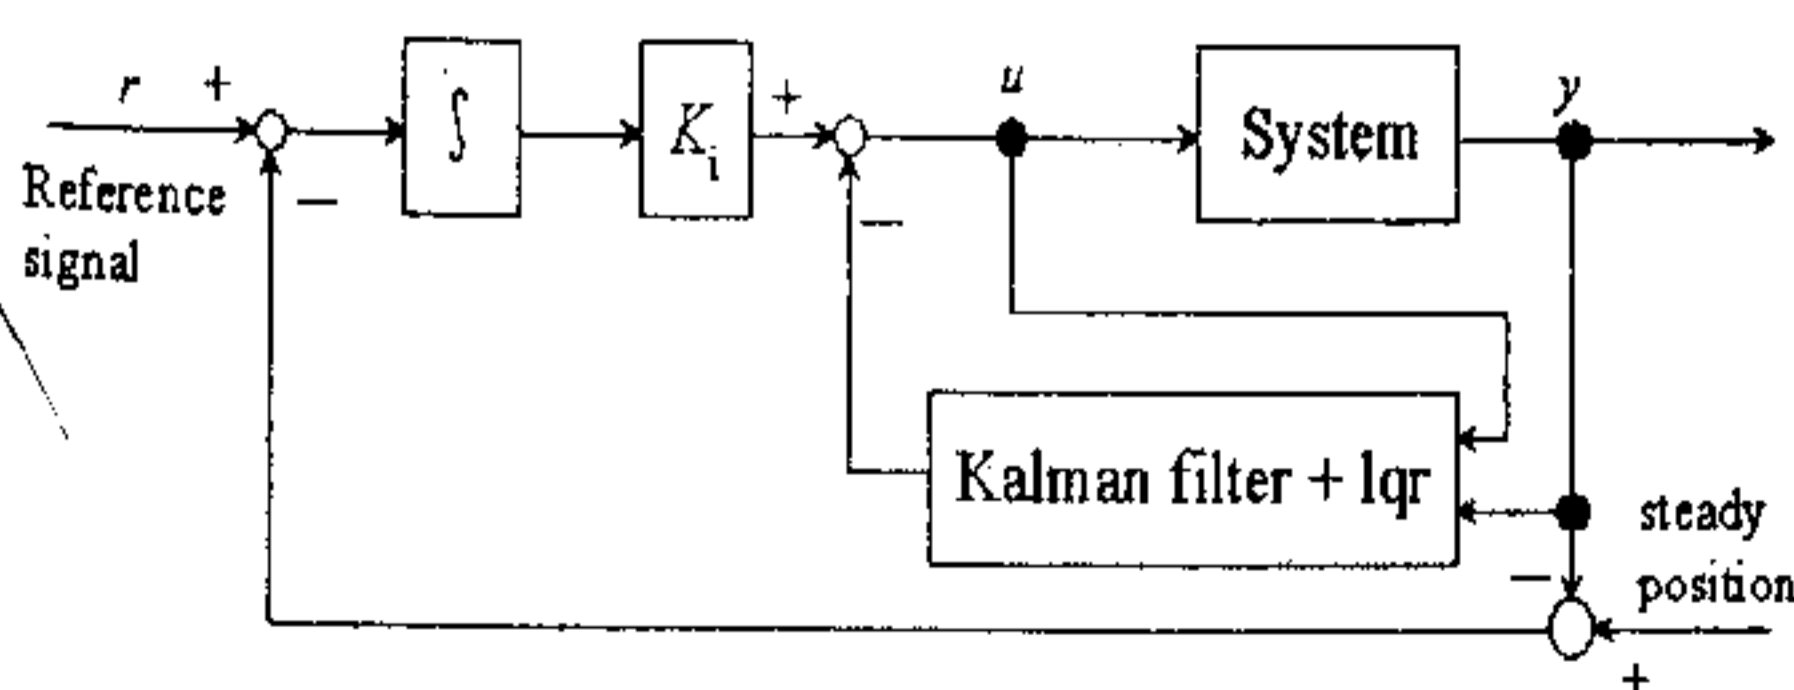 r + ∫ K_i + u System y
Reference
signal
−
−
Kalman filter + lqr
steady
position
−
+